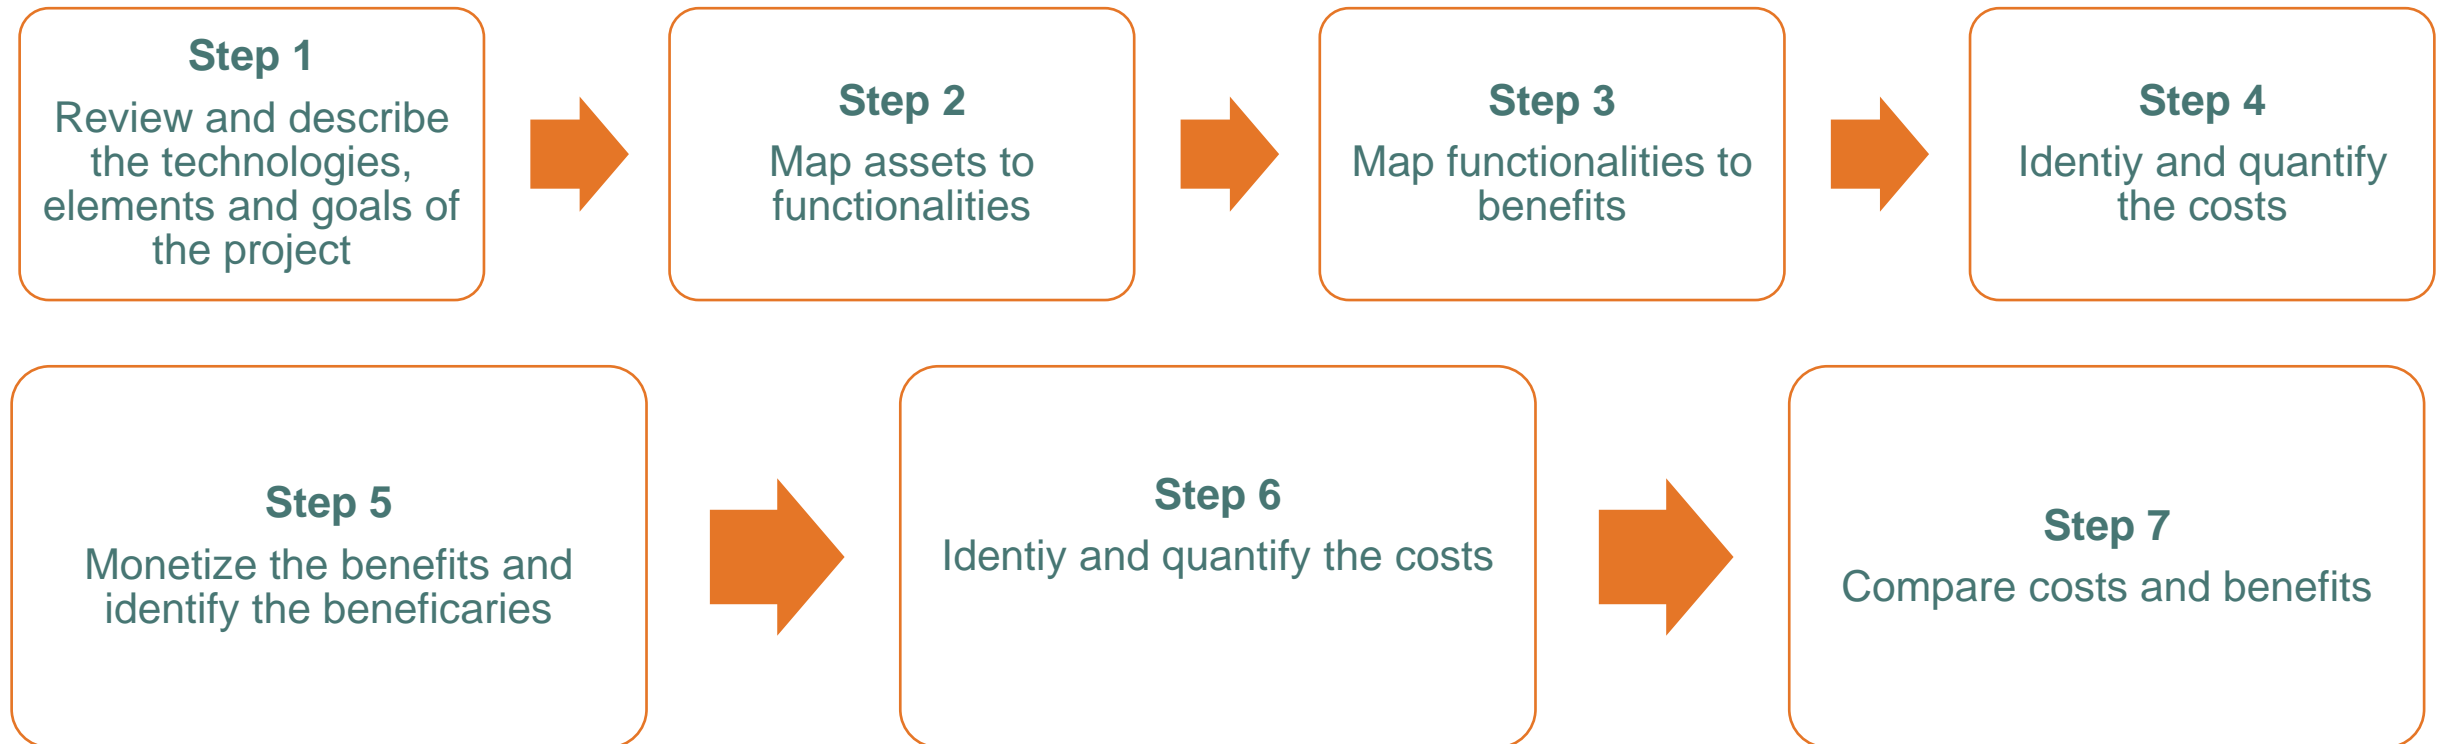 Step 1
Review and describe
the technologies,
elements and goals of
the project
Step 2
Map assets to
functionalities
Step 3
Map functionalities to
benefits
Step 4
Identiy and quantify
the costs
Step 5
Monetize the benefits and
identify the beneficaries
Step 6
Identiy and quantify the costs
Step 7
Compare costs and benefits